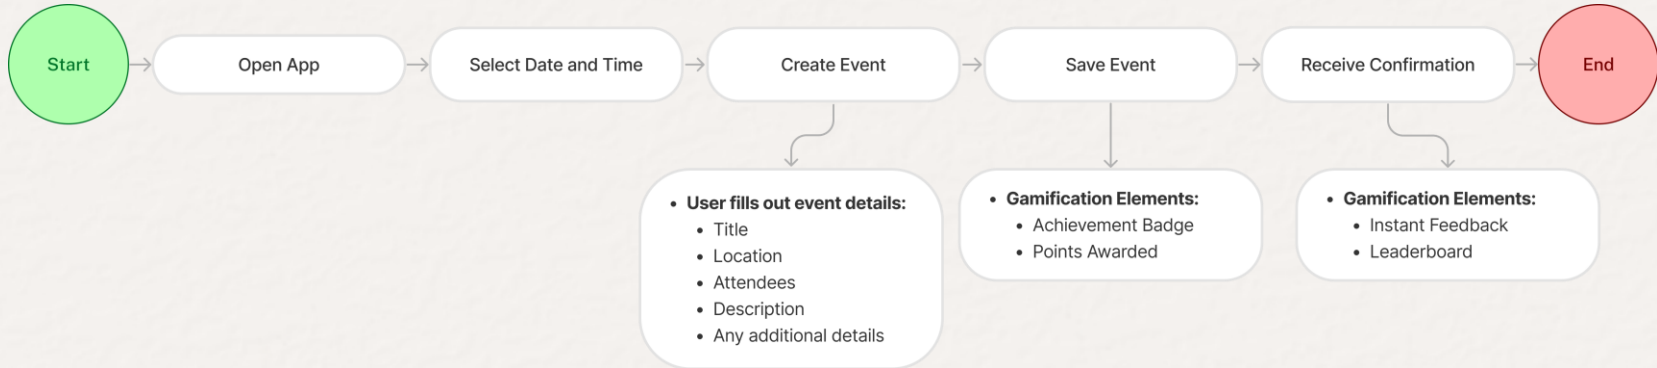 Start
Open App
Select Date and Time
Create Event
Save Event
Receive Confirmation
End
• User fills out event details:
• Title
• Location
• Attendees
• Description
• Any additional details
• Gamification Elements:
• Achievement Badge
• Points Awarded
• Gamification Elements:
• Instant Feedback
• Leaderboard